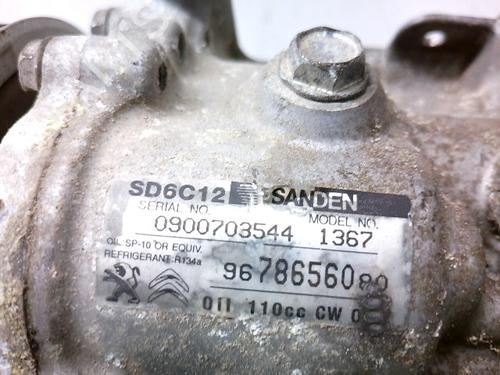 SD6C12 SANDEN
SERIAL NO. MODEL NO.
0900703544 1367
OIL:SP-10 OR EQUIV.
REFRIGERANT:R134a
9678656080
OIL 110cc CW